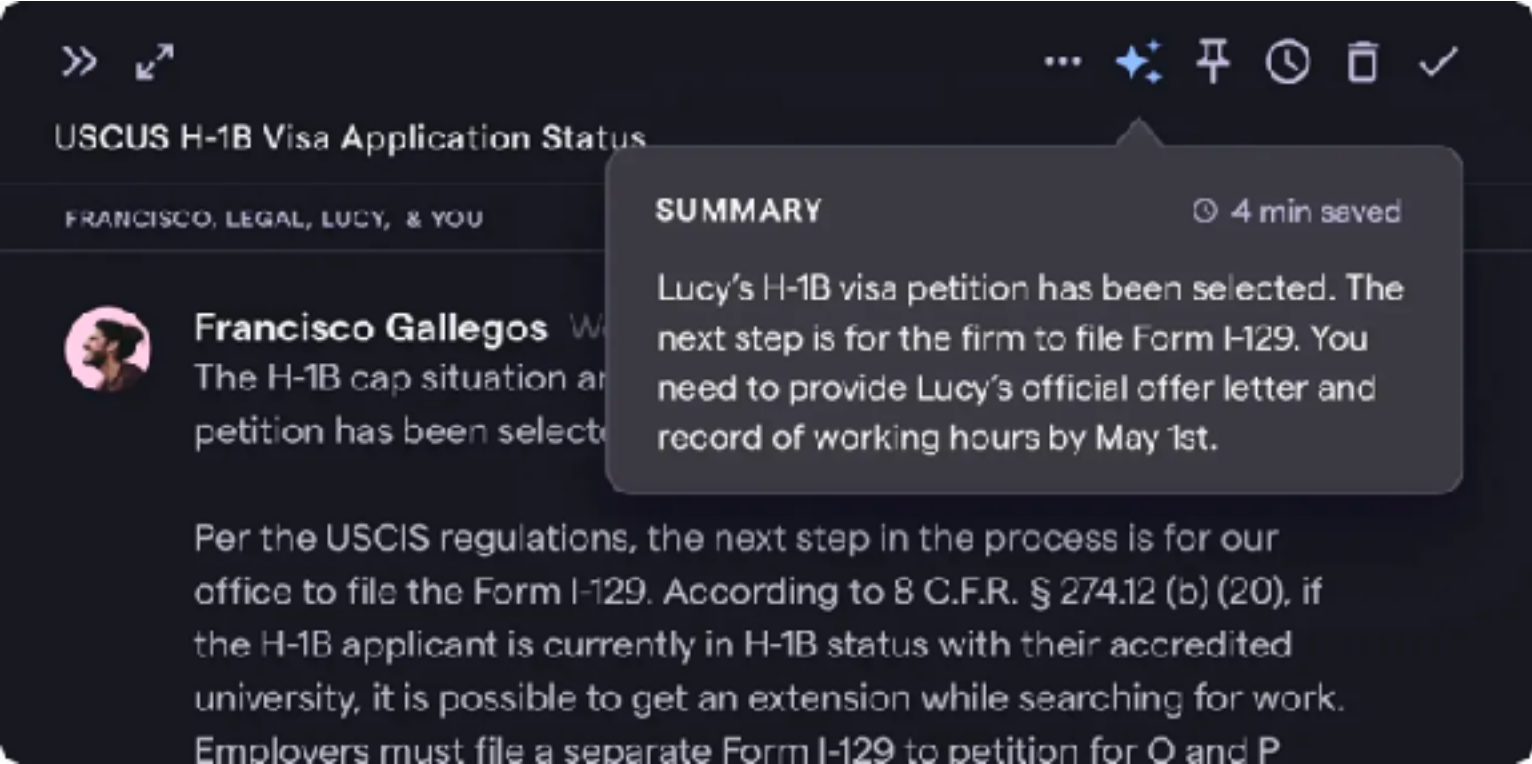 USCUS H-1B Visa Application Status
FRANCISCO, LEGAL, LUCY, & YOU
SUMMARY
4 min saved
Lucy's H-1B visa petition has been selected. The
next step is for the firm to file Form I-129. You
need to provide Lucy's official offer letter and
record of working hours by May 1st.
Francisco Gallegos
The H-1B cap situation
petition has been
Per the USCIS regulations, the next step in the process is for our
office to file the Form I-129. According to 8 C.F.R. § 274.12 (b) (20), if
the H-1B applicant is currently in H-1B status with their accredited
university, it is possible to get an extension while searching for work.
Employers must file a separate Form I-129 to petition for O and P